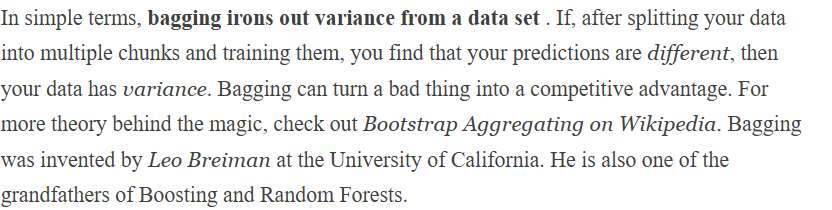 In simple terms, bagging irons out variance from a data set . If, after splitting your data
into multiple chunks and training them, you find that your predictions are different, then
your data has variance. Bagging can turn a bad thing into a competitive advantage. For
more theory behind the magic, check out Bootstrap Aggregating on Wikipedia. Bagging
was invented by Leo Breiman at the University of California. He is also one of the
grandfathers of Boosting and Random Forests.